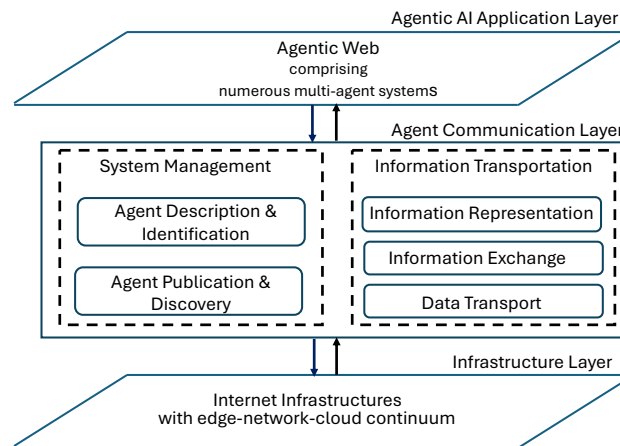 Agentic AI Application Layer
Agentic Web
comprising
numerous multi-agent systems
Agent Communication Layer
System Management
Agent Description &
Identification
Agent Publication &
Discovery
Information Transportation
Information Representation
Information Exchange
Data Transport
Infrastructure Layer
Internet Infrastructures
with edge-network-cloud continuum